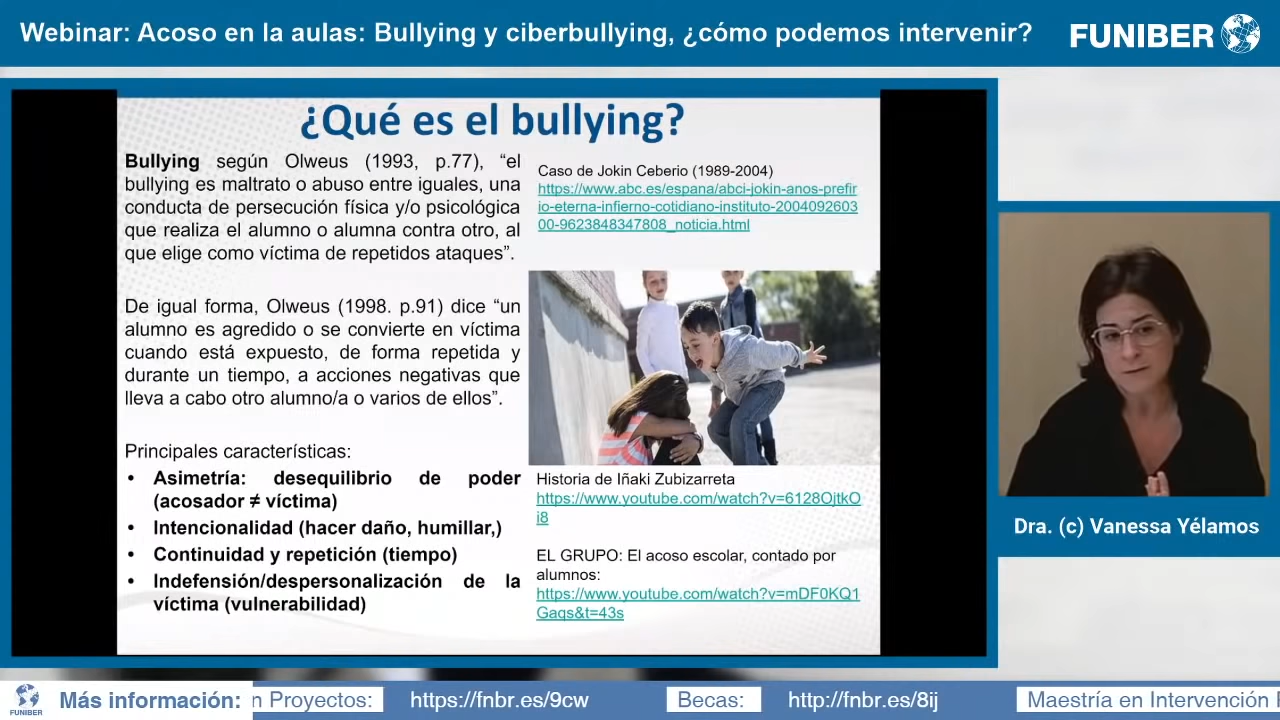 Webinar: Acoso en la aulas: Bullying y ciberbullying, ¿cómo podemos intervenir?
FUNIBER
¿Qué es el bullying?
Bullying según Olweus (1993, p.77), “el
bullying es maltrato o abuso entre iguales, una
conducta de persecución física y/o psicológica
que realiza el alumno o alumna contra otro, al
que elige como víctima de repetidos ataques”.
De igual forma, Olweus (1998. p.91) dice “un
alumno es agredido o se convierte en víctima
cuando está expuesto, de forma repetida y
durante un tiempo, a acciones negativas que
lleva a cabo otro alumno/a o varios de ellos”.
Principales características:
• Asimetría: desequilibrio de poder
(acosador ≠ víctima)
• Intencionalidad (hacer daño, humillar,)
• Continuidad y repetición (tiempo)
• Indefensión/despersonalización de la
víctima (vulnerabilidad)
Caso de Jokin Ceberio (1989-2004)
https://www.abc.es/espana/abci-jokin-anos-prefir
io-eterna-infierno-cotidiano-instituto-2004092603
00-9623848347808_noticia.html
Historia de Iñaki Zubizarreta
https://www.youtube.com/watch?v=6128OjtkO
i8
EL GRUPO: El acoso escolar, contado por
alumnos:
https://www.youtube.com/watch?v=mDF0KQ1
Gaqs&t=43s
Dra. (c) Vanessa Yélamos
FUNIBER
Más información: n Proyectos: https://fnbr.es/9cw Becas: http://fnbr.es/8ij Maestría en Intervención